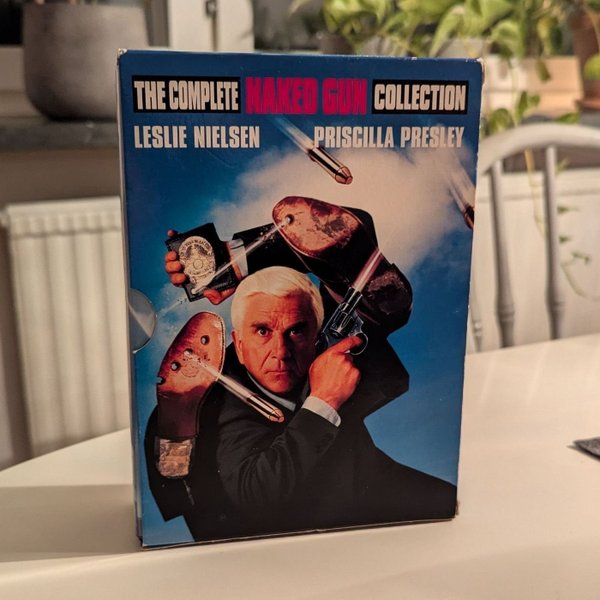 THE COMPLETE NAKED GUN COLLECTION
LESLIE NIELSEN PRISCILLA PRESLEY